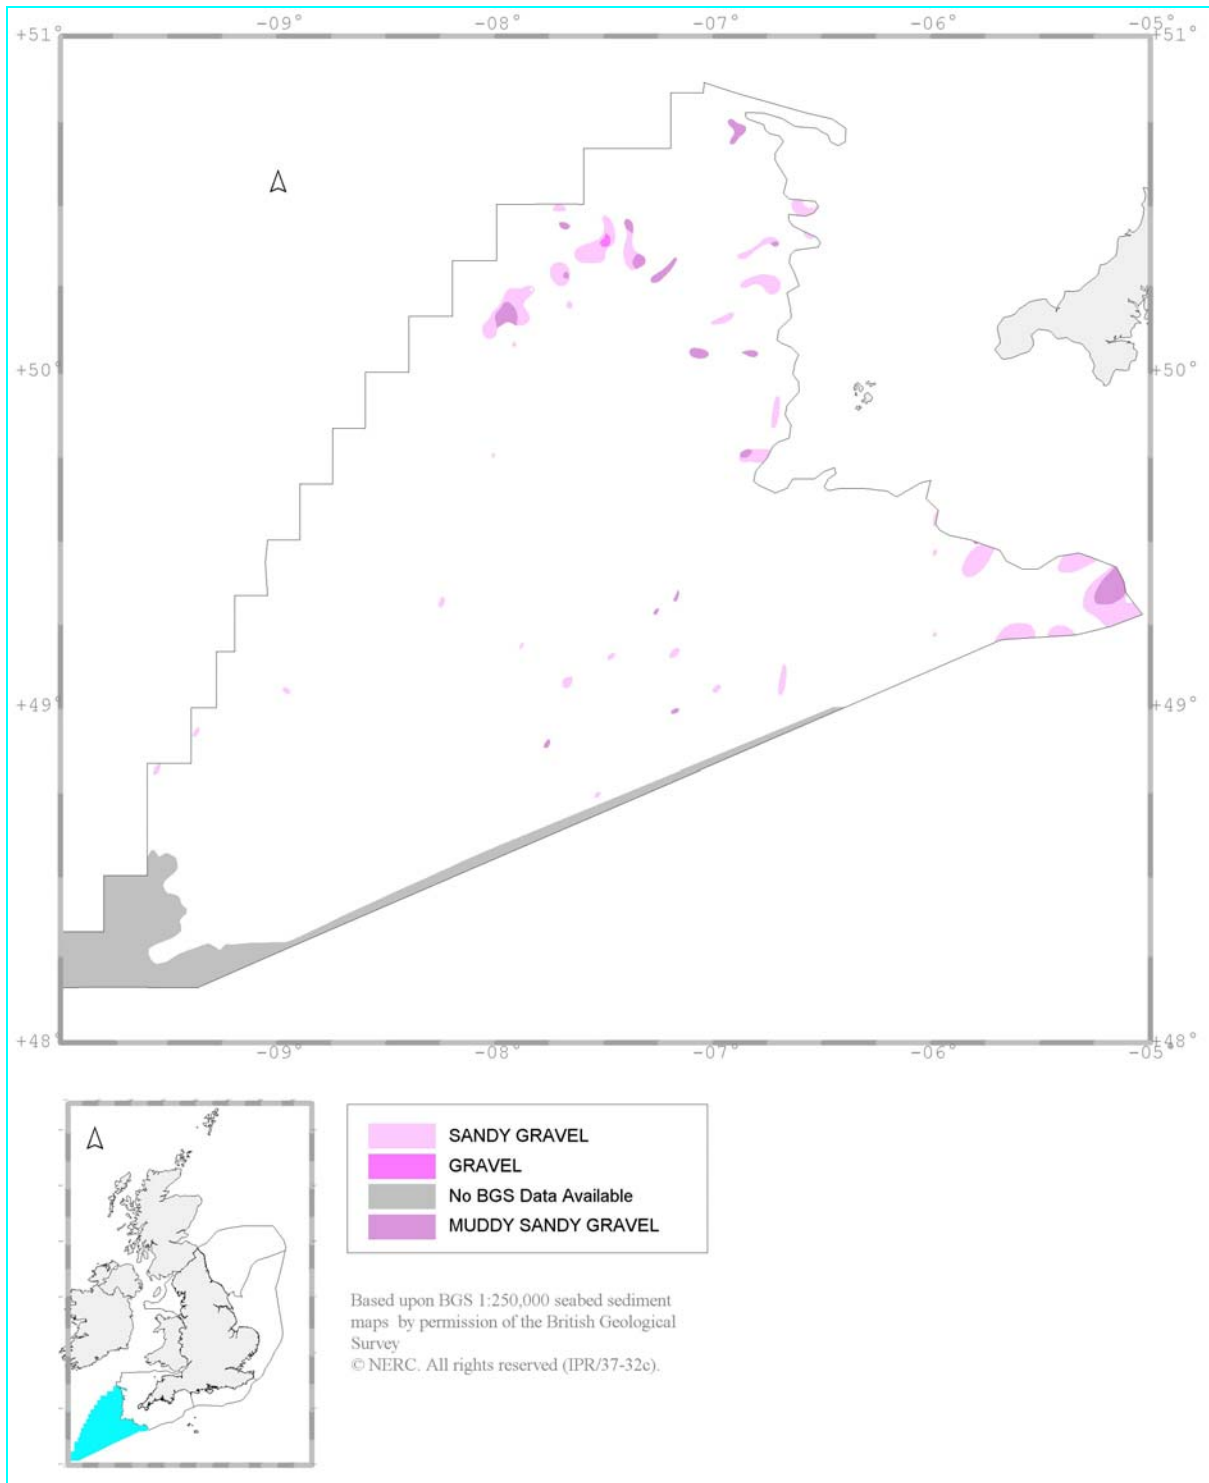 -09° -08° -07° -06° -05°
+51° +51°
+50° +50°
+49° +49°
+48° +48°
-09° -08° -07° -06° -05°
SANDY GRAVEL
GRAVEL
No BGS Data Available
MUDDY SANDY GRAVEL
Based upon BGS 1:250,000 seabed sediment
maps by permission of the British Geological
Survey
© NERC. All rights reserved (IPR/37-32c).